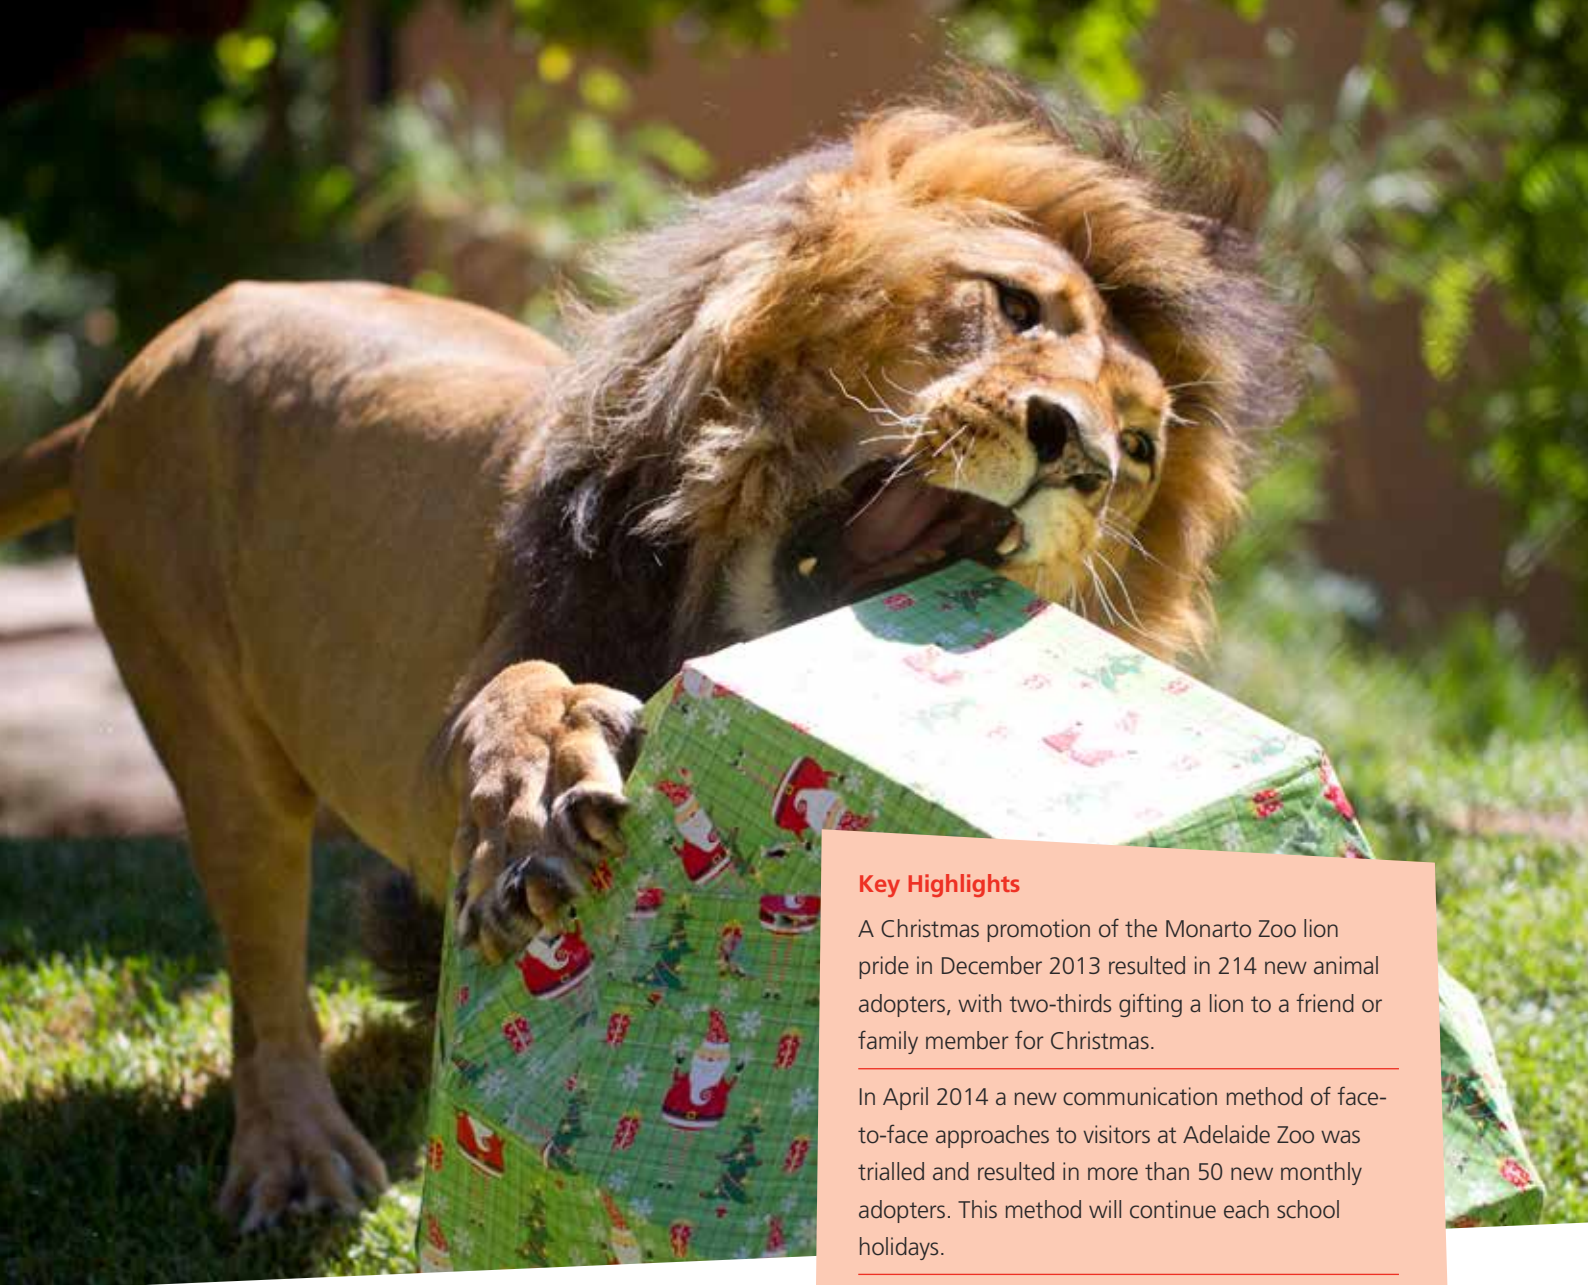 Key Highlights
A Christmas promotion of the Monarto Zoo lion
pride in December 2013 resulted in 214 new animal
adopters, with two-thirds gifting a lion to a friend or
family member for Christmas.
In April 2014 a new communication method of face-
to-face approaches to visitors at Adelaide Zoo was
trialled and resulted in more than 50 new monthly
adopters. This method will continue each school
holidays.